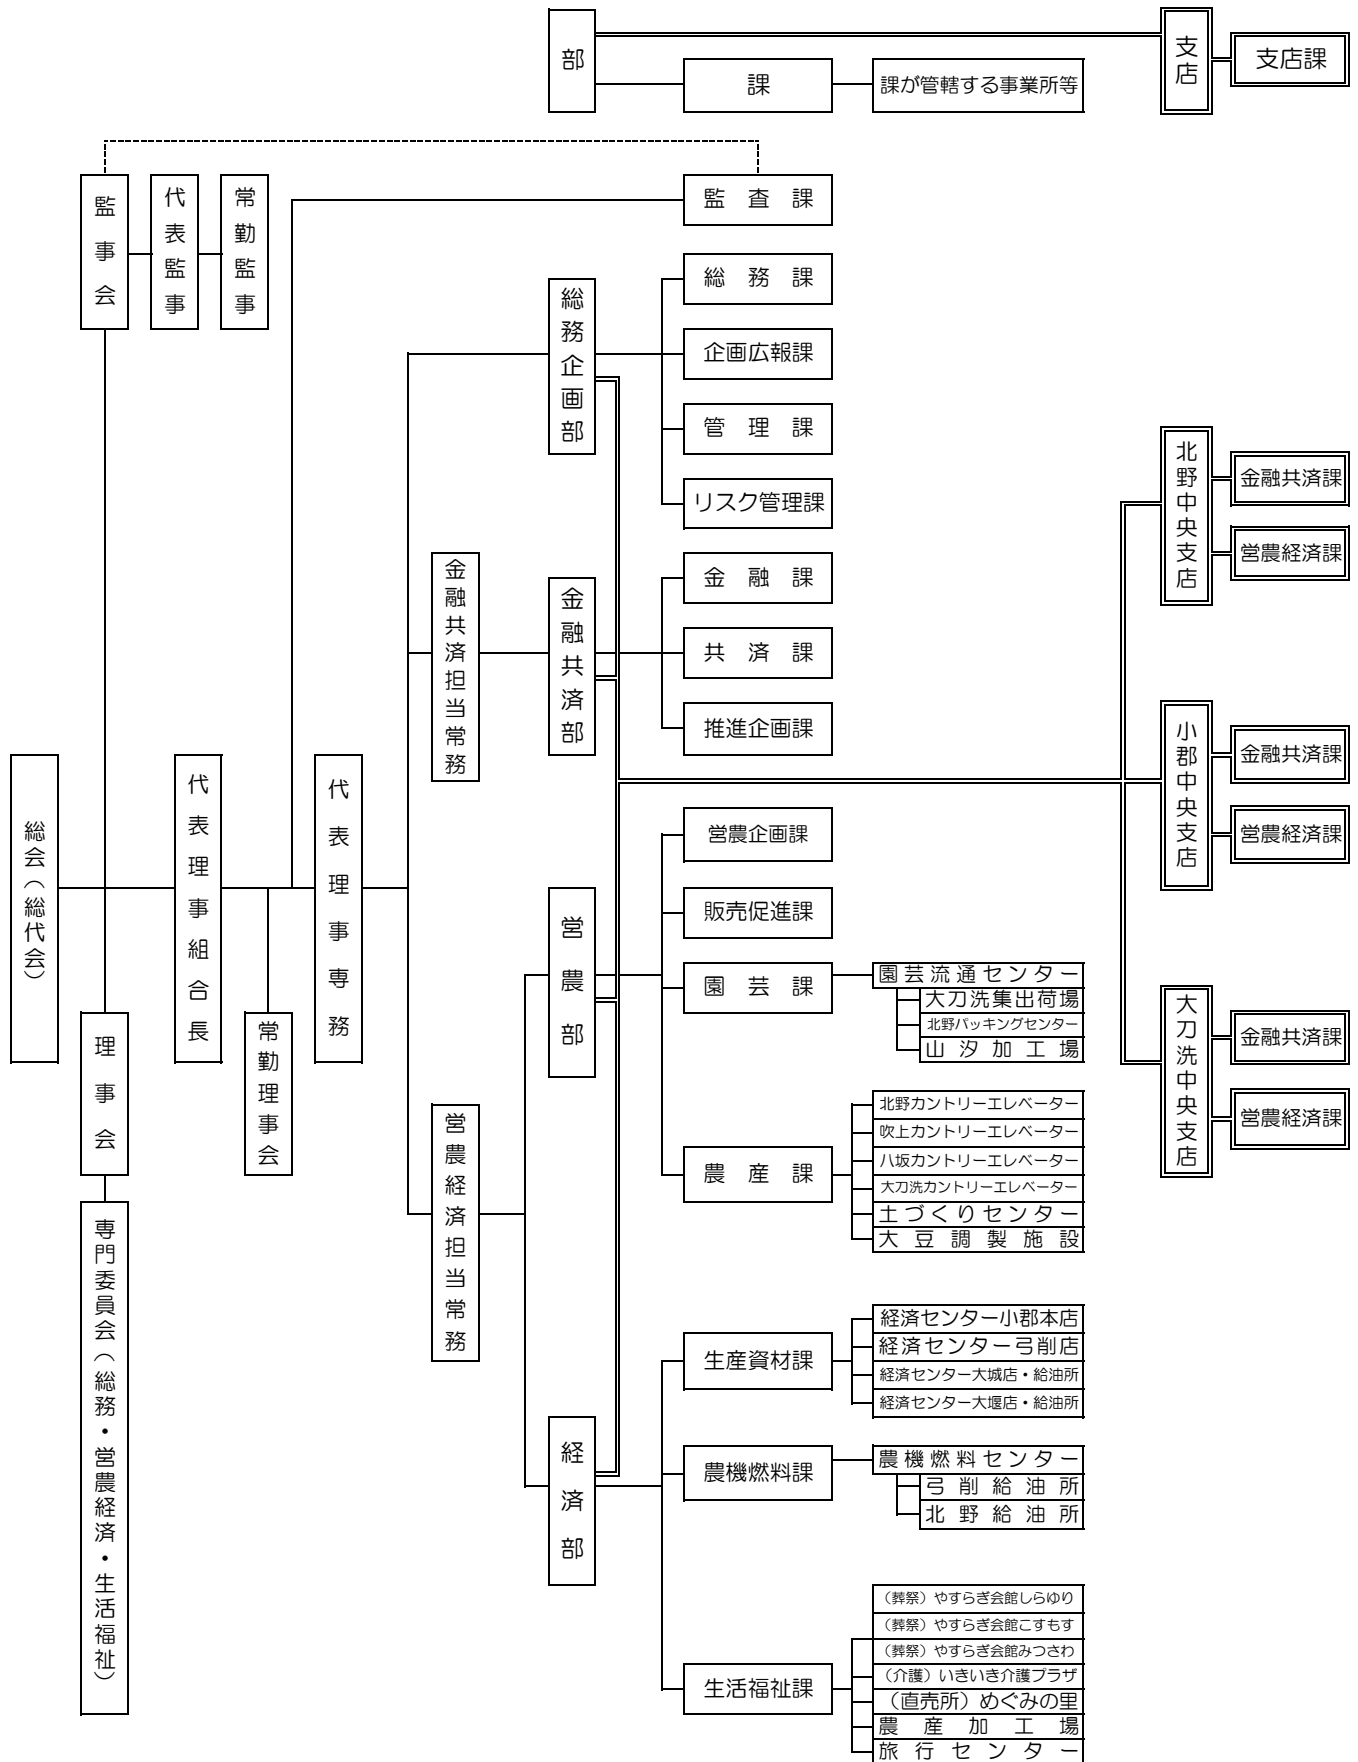 部
課
課が管轄する事業所等
支店
支店課
監事会
代表監事
常勤監事
監査課
総務企画部
総務課
企画広報課
管理課
リスク管理課
金融共済担当常務
金融共済部
金融課
共済課
推進企画課
総会（総代会）
代表理事組合長
代表理事専務
理事会
常勤理事会
専門委員会（総務・営農経済・生活福祉）
営農経済担当常務
営農部
営農企画課
販売促進課
園芸課
園芸流通センター
大刀洗集出荷場
北野パッキングセンター
山汐加工場
農産課
北野カントリーエレベーター
吹上カントリーエレベーター
八坂カントリーエレベーター
大刀洗カントリーエレベーター
土づくりセンター
大豆調製施設
経済部
生産資材課
経済センター小郡本店
経済センター弓削店
経済センター大城店・給油所
経済センター大堰店・給油所
農機燃料課
農機燃料センター
弓削給油所
北野給油所
生活福祉課
（葬祭）やすらぎ会館しらゆり
（葬祭）やすらぎ会館こすもす
（葬祭）やすらぎ会館みつさわ
（介護）いきいき介護プラザ
（直売所）めぐみの里
農産加工場
旅行センター
北野中央支店
金融共済課
営農経済課
小郡中央支店
金融共済課
営農経済課
大刀洗中央支店
金融共済課
営農経済課